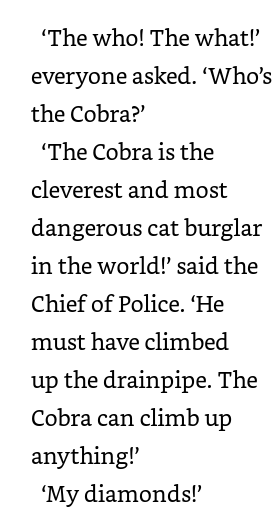 ‘The who! The what!’
everyone asked. ‘Who’s
the Cobra?’
‘The Cobra is the
cleverest and most
dangerous cat burglar
in the world!’ said the
Chief of Police. ‘He
must have climbed
up the drainpipe. The
Cobra can climb up
anything!’
‘My diamonds!’